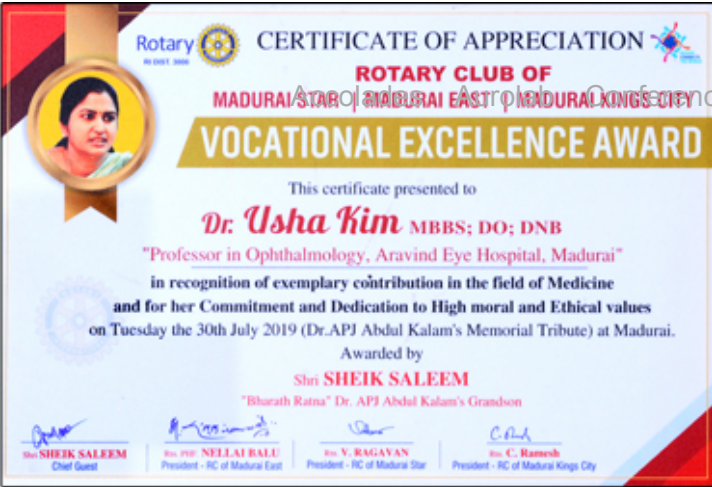 Rotary
RI DIST. 3000
CERTIFICATE OF APPRECIATION
ROTARY CLUB OF
MADURAI STAR | MADURAI EAST | MADURAI KINGS CITY
VOCATIONAL EXCELLENCE AWARD
This certificate presented to
Dr. Usha Kim MBBS; DO; DNB
"Professor in Ophthalmology, Aravind Eye Hospital, Madurai"
in recognition of exemplary contribution in the field of Medicine
and for her Commitment and Dedication to High moral and Ethical values
on Tuesday the 30th July 2019 (Dr.APJ Abdul Kalam's Memorial Tribute) at Madurai.
Awarded by
Shri SHEIK SALEEM
"Bharath Ratna" Dr. APJ Abdul Kalam's Grandson
Shri SHEIK SALEEM
Chief Guest
Rtn. PHF NELLAI BALU
President - RC of Madurai East
Rtn. V. RAGAVAN
President - RC of Madurai Star
Rtn. C. Ramesh
President - RC of Madurai Kings City